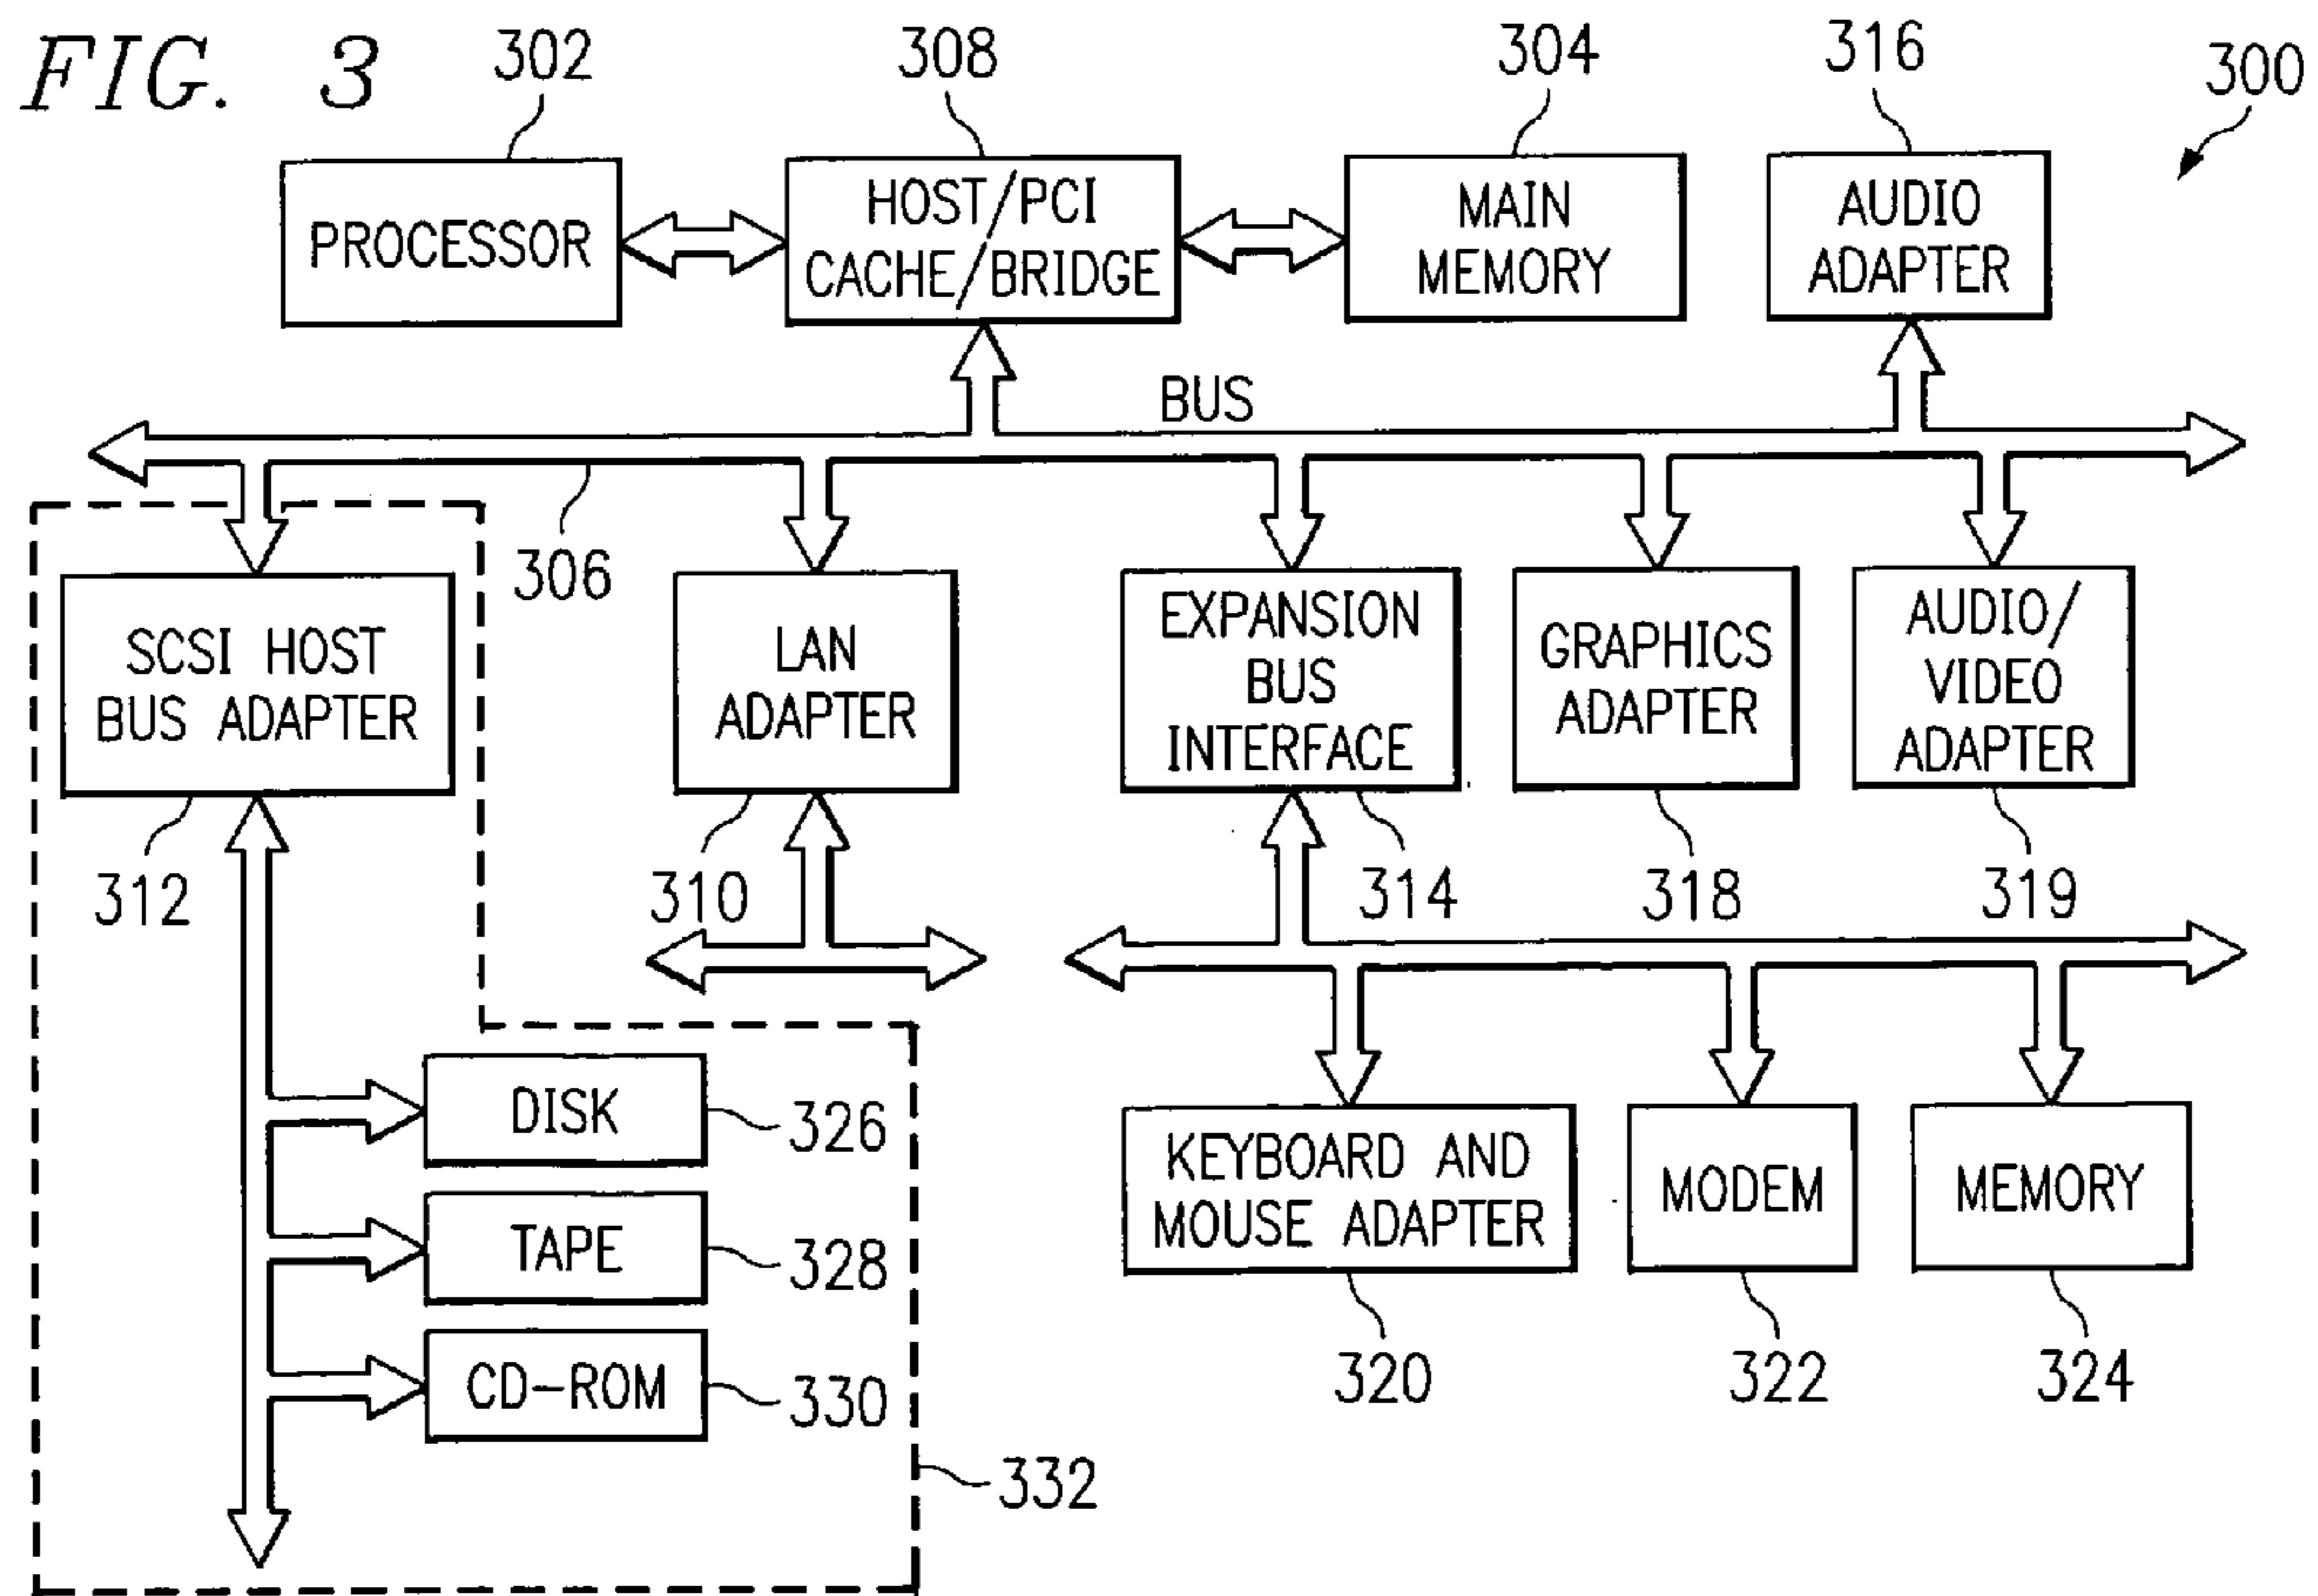 FIG. 3
302
308
304
316
300
PROCESSOR
HOST/PCI
CACHE/BRIDGE
MAIN
MEMORY
AUDIO
ADAPTER
BUS
306
SCSI HOST
BUS ADAPTER
LAN
ADAPTER
EXPANSION
BUS
INTERFACE
GRAPHICS
ADAPTER
AUDIO/
VIDEO
ADAPTER
312
310
314
318
319
DISK
326
TAPE
328
CD-ROM
330
332
KEYBOARD AND
MOUSE ADAPTER
MODEM
MEMORY
320
322
324